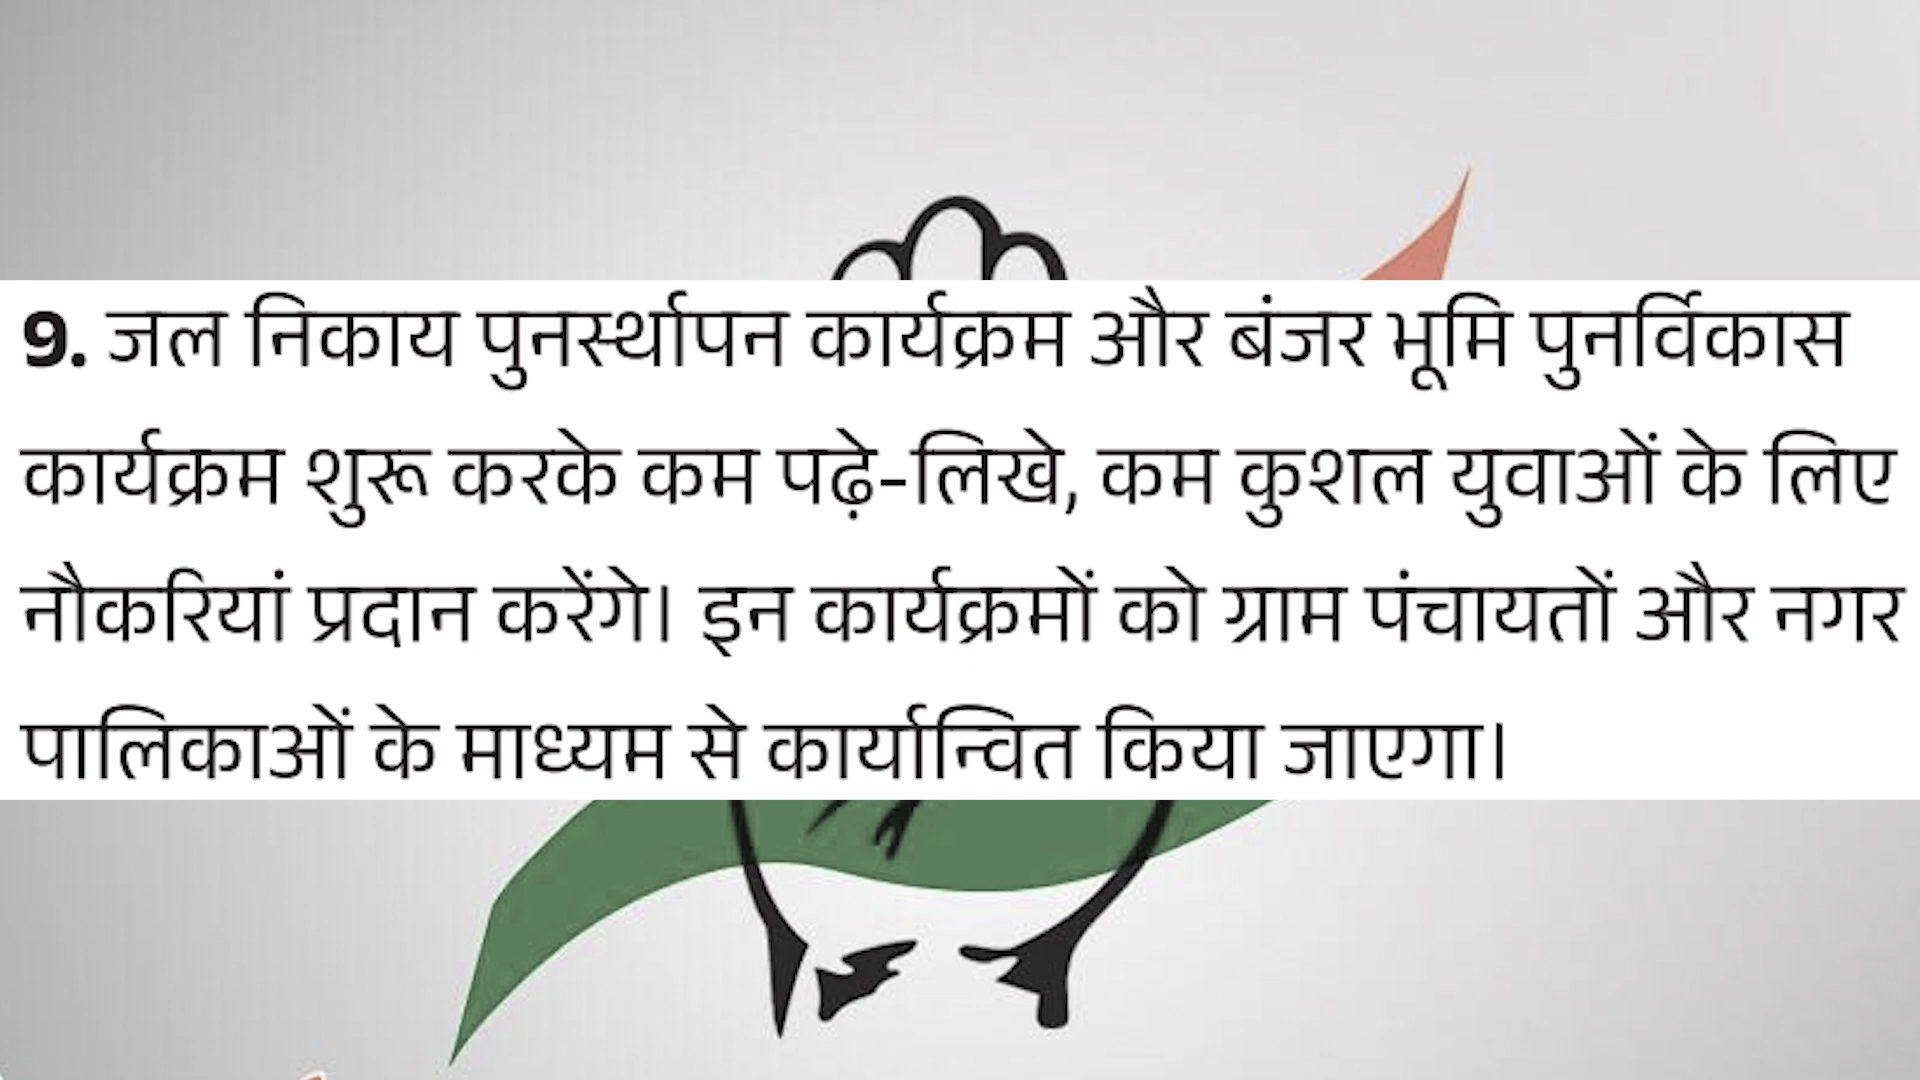 9. जल निकाय पुनर्स्थापन कार्यक्रम और बंजर भूमि पुनर्विकास
कार्यक्रम शुरू करके कम पढ़े-लिखे, कम कुशल युवाओं के लिए
नौकरियां प्रदान करेंगे। इन कार्यक्रमों को ग्राम पंचायतों और नगर
पालिकाओं के माध्यम से कार्यान्वित किया जाएगा।